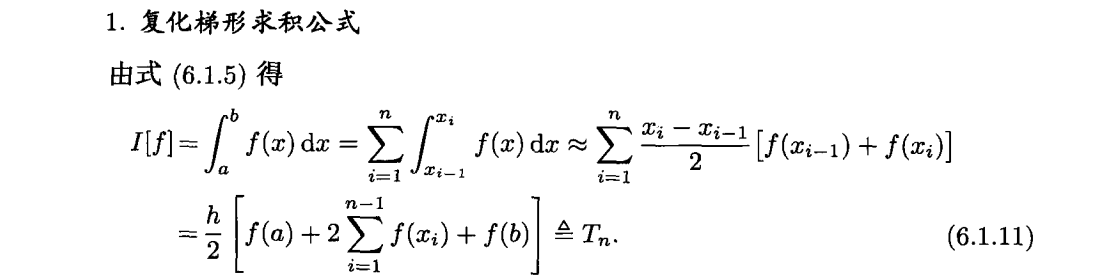 1. 复化梯形求积公式
由式 (6.1.5) 得
I[f] = ∫_a^b f(x) dx = ∑_{i=1}^{n} ∫_{x_{i-1}}^{x_i} f(x) dx ≈ ∑_{i=1}^{n} \frac{x_i - x_{i-1}}{2} [f(x_{i-1}) + f(x_i)]
= \frac{h}{2} [f(a) + 2 ∑_{i=1}^{n-1} f(x_i) + f(b)] ≜ T_n. (6.1.11)